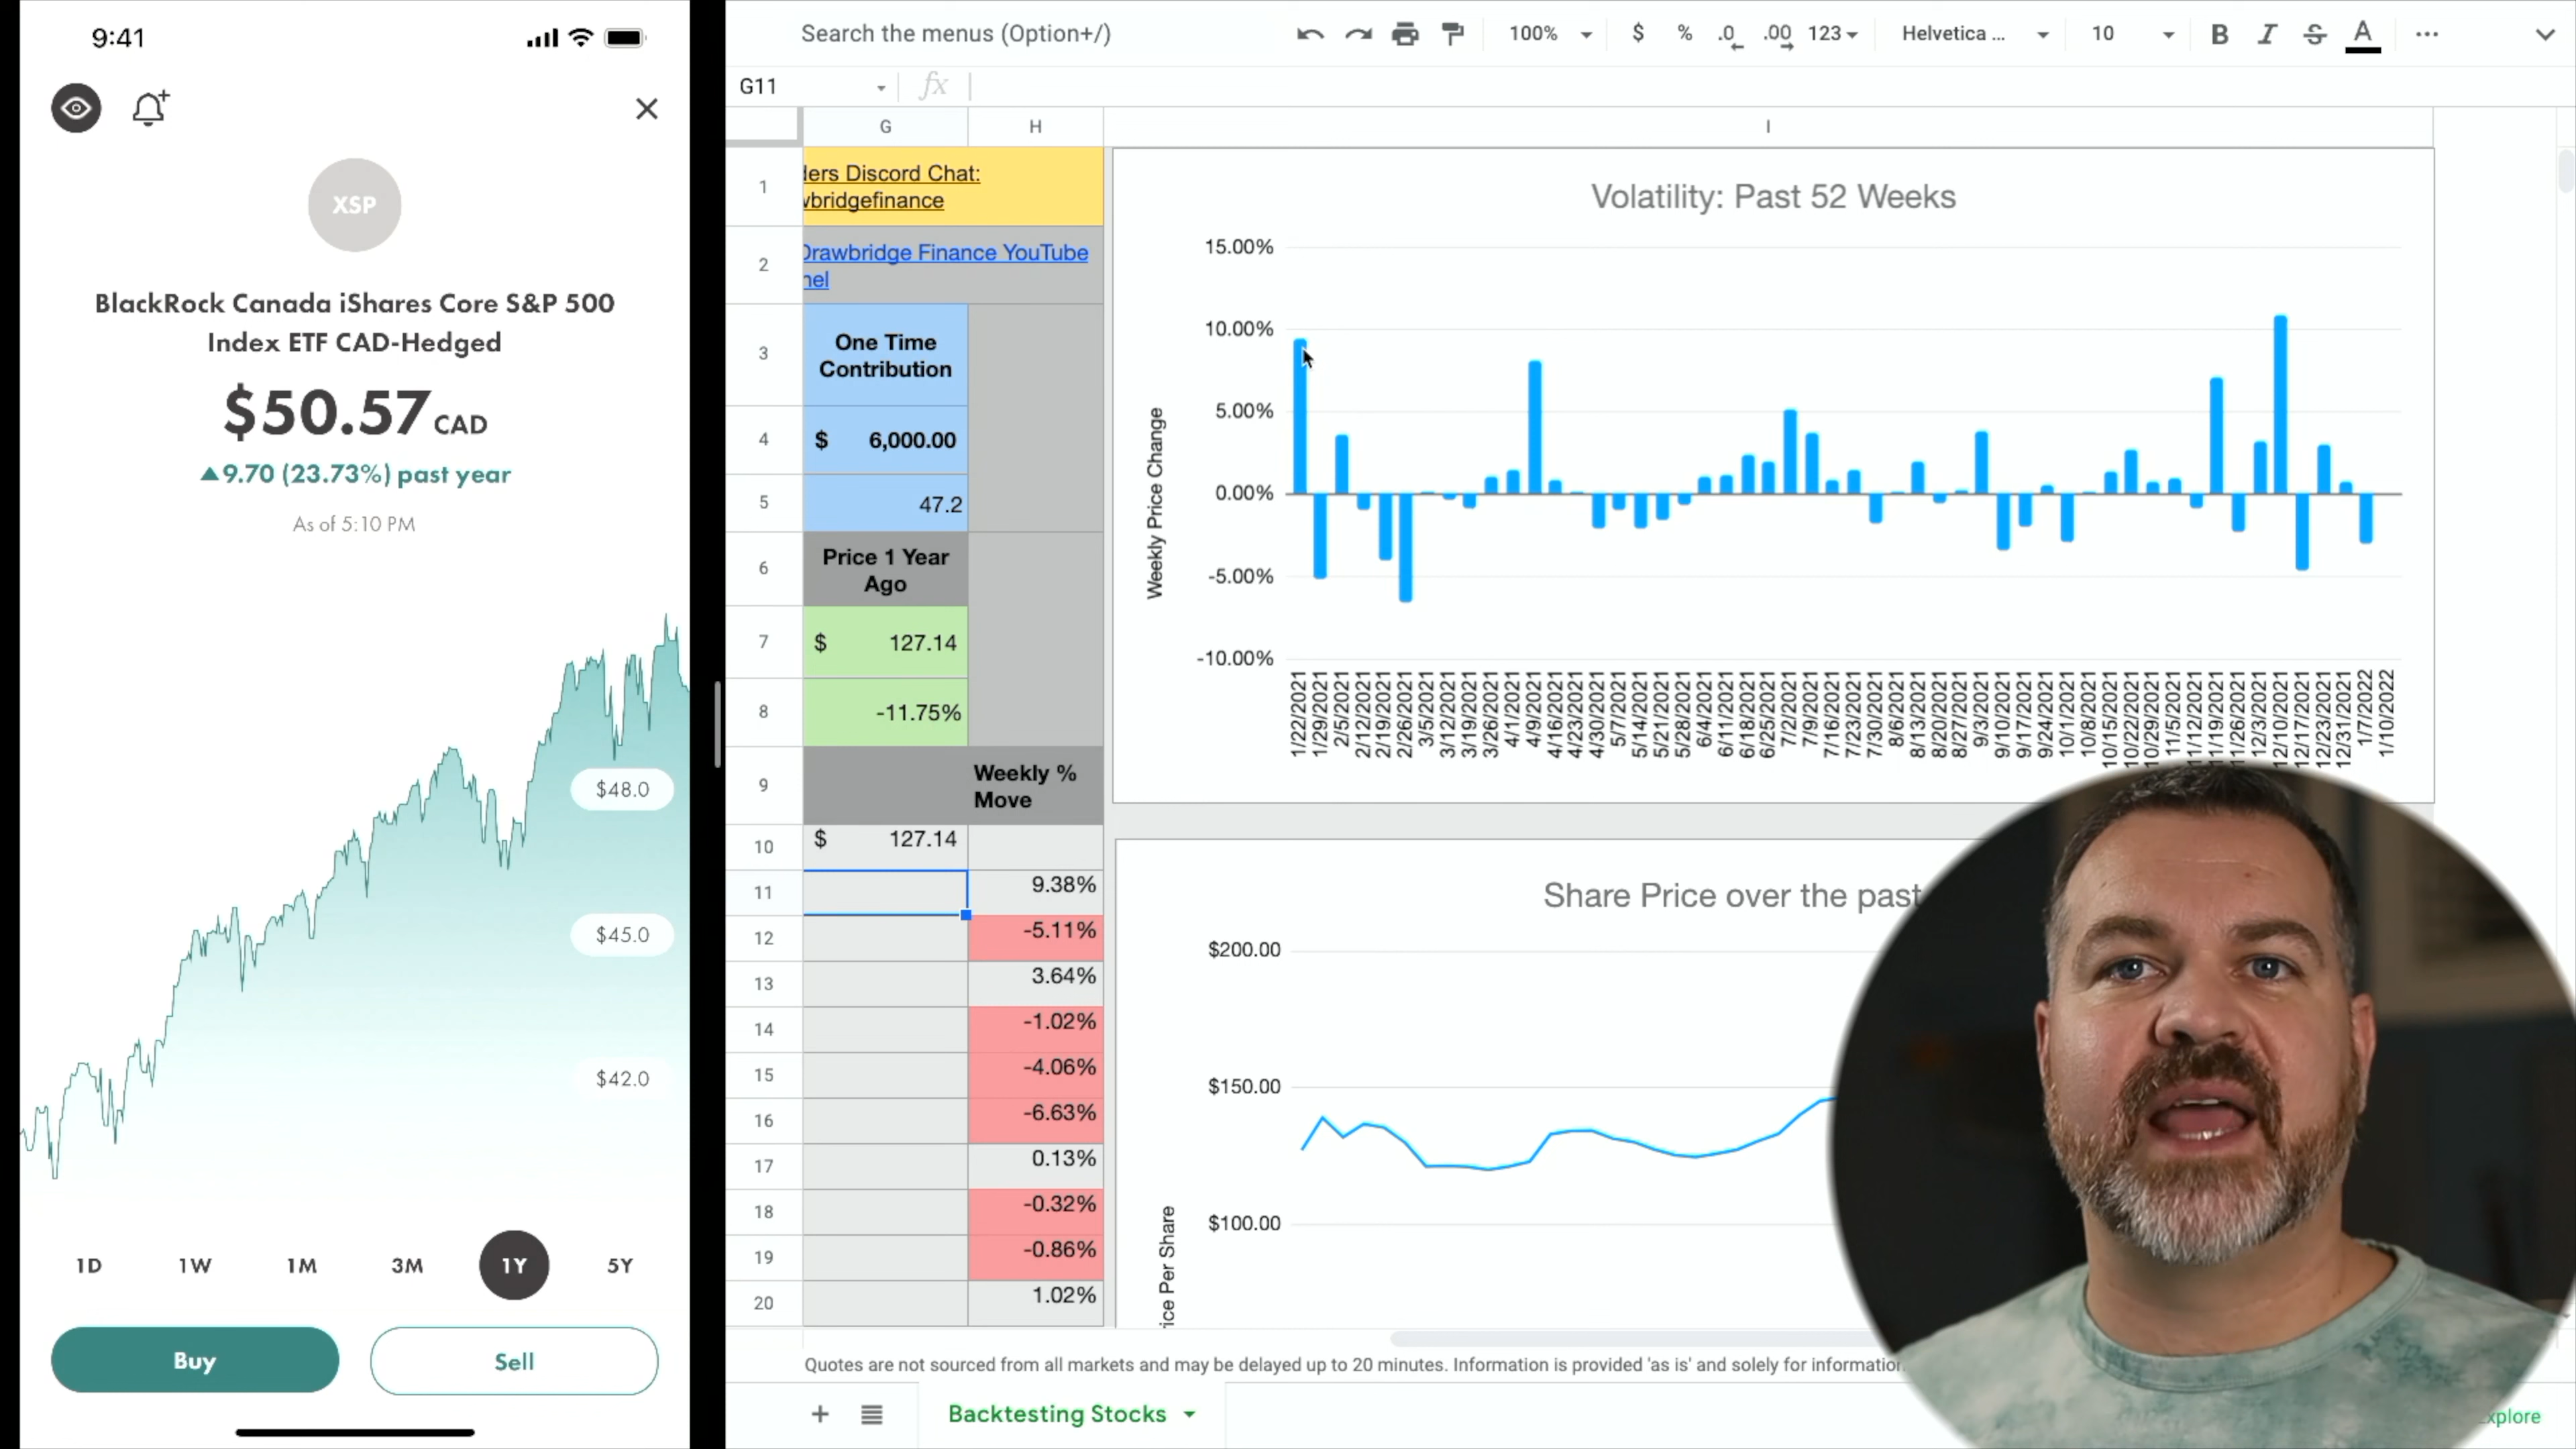 9:41
XSP
BlackRock Canada iShares Core S&P 500
Index ETF CAD-Hedged
$50.57 CAD
▲9.70 (23.73%) past year
As of 5:10 PM
$48.0
$45.0
$42.0
1D 1W 1M 3M 1Y 5Y
Buy Sell
Search the menus (Option+/) 100% $ % .0 .00 123 Helvetica ... 10 B I S A ...
G11 fx
G H I
1 ders Discord Chat:
wbridgefinance
2 Drawbridge Finance YouTube
nel
3 One Time
Contribution
4 $ 6,000.00
5 47.2
6 Price 1 Year
Ago
7 $ 127.14
8 -11.75%
9 Weekly %
Move
10 $ 127.14
11 9.38%
12 -5.11%
13 3.64%
14 -1.02%
15 -4.06%
16 -6.63%
17 0.13%
18 -0.32%
19 -0.86%
20 1.02%
Volatility: Past 52 Weeks
15.00%
10.00%
5.00%
0.00%
-5.00%
-10.00%
Weekly Price Change
1/22/2021
1/29/2021
2/5/2021
2/12/2021
2/19/2021
2/26/2021
3/5/2021
3/12/2021
3/19/2021
3/26/2021
4/1/2021
4/9/2021
4/16/2021
4/23/2021
4/30/2021
5/7/2021
5/14/2021
5/21/2021
5/28/2021
6/4/2021
6/11/2021
6/18/2021
6/25/2021
7/2/2021
7/9/2021
7/16/2021
7/23/2021
7/30/2021
8/6/2021
8/13/2021
8/20/2021
8/27/2021
9/3/2021
9/10/2021
9/17/2021
9/24/2021
10/1/2021
10/8/2021
10/15/2021
10/22/2021
10/29/2021
11/5/2021
11/12/2021
11/19/2021
11/26/2021
12/3/2021
12/10/2021
12/17/2021
12/23/2021
12/31/2021
1/7/2022
1/10/2022
Share Price over the past
$200.00
$150.00
$100.00
rice Per Share
Quotes are not sourced from all markets and may be delayed up to 20 minutes. Information is provided 'as is' and solely for information
+ Backtesting Stocks
xplore